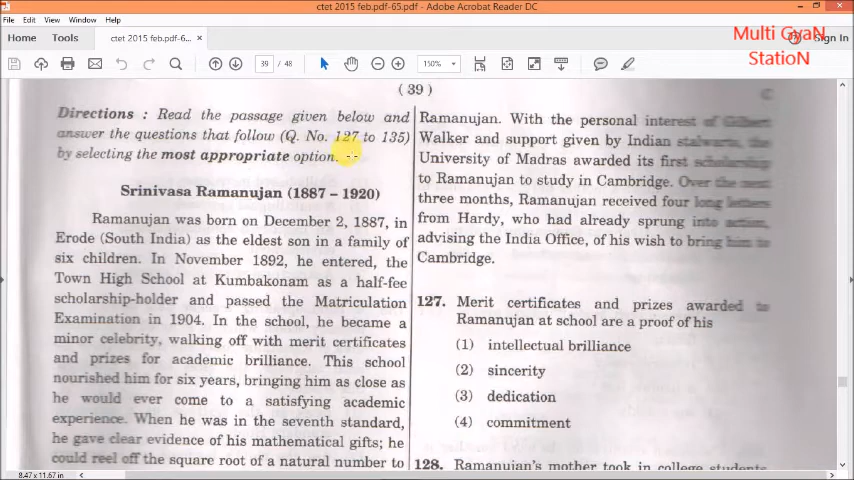 ctet 2015 feb.pdf-65.pdf - Adobe Acrobat Reader DC
File Edit View Window Help
Home Tools ctet 2015 feb.pdf-6... × Sign In
Multi GyaN
StatioN
39 / 48 150%
( 39 )
C
Directions : Read the passage given below and
answer the questions that follow (Q. No. 127 to 135)
by selecting the most appropriate option.
Srinivasa Ramanujan (1887 – 1920)
Ramanujan was born on December 2, 1887, in
Erode (South India) as the eldest son in a family of
six children. In November 1892, he entered, the
Town High School at Kumbakonam as a half-fee
scholarship-holder and passed the Matriculation
Examination in 1904. In the school, he became a
minor celebrity, walking off with merit certificates
and prizes for academic brilliance. This school
nourished him for six years, bringing him as close as
he would ever come to a satisfying academic
experience. When he was in the seventh standard,
he gave clear evidence of his mathematical gifts; he
could reel off the square root of a natural number to
Ramanujan. With the personal interest of Gilbert
Walker and support given by Indian stalwarts, the
University of Madras awarded its first scholarship
to Ramanujan to study in Cambridge. Over the next
three months, Ramanujan received four long letters
from Hardy, who had already sprung into action,
advising the India Office, of his wish to bring him to
Cambridge.
127. Merit certificates and prizes awarded to
Ramanujan at school are a proof of his
(1) intellectual brilliance
(2) sincerity
(3) dedication
(4) commitment
128. Ramanujan's mother took in college students
8.47 x 11.67 in